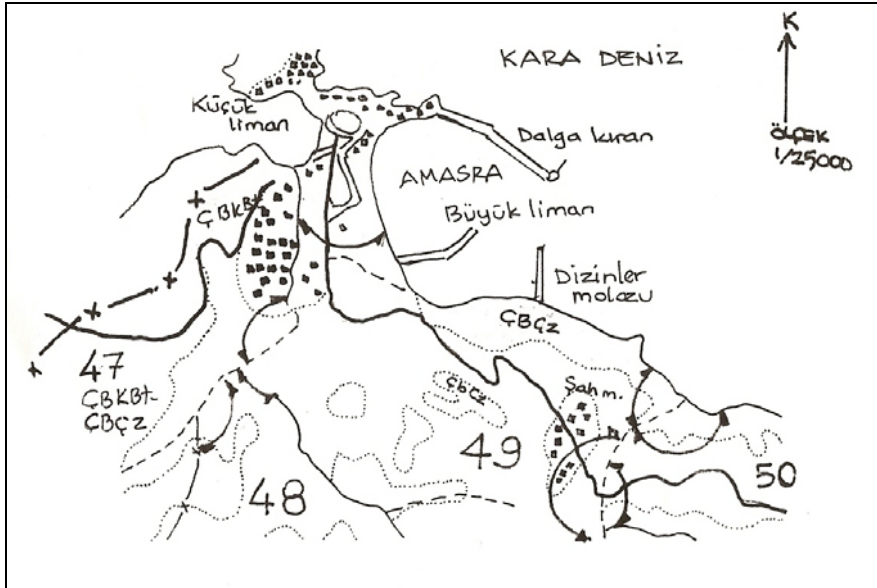 K
KARA DENİZ
Küçük
liman
Dalga kıran
ÖLÇEK
1/25000
AMASRA
ÇBKBt
Büyük liman
Dizinler
molozu
ÇBÇz
47
ÇBKBt-
ÇBÇz
ÇbÇz
Şah m.
49
50
48